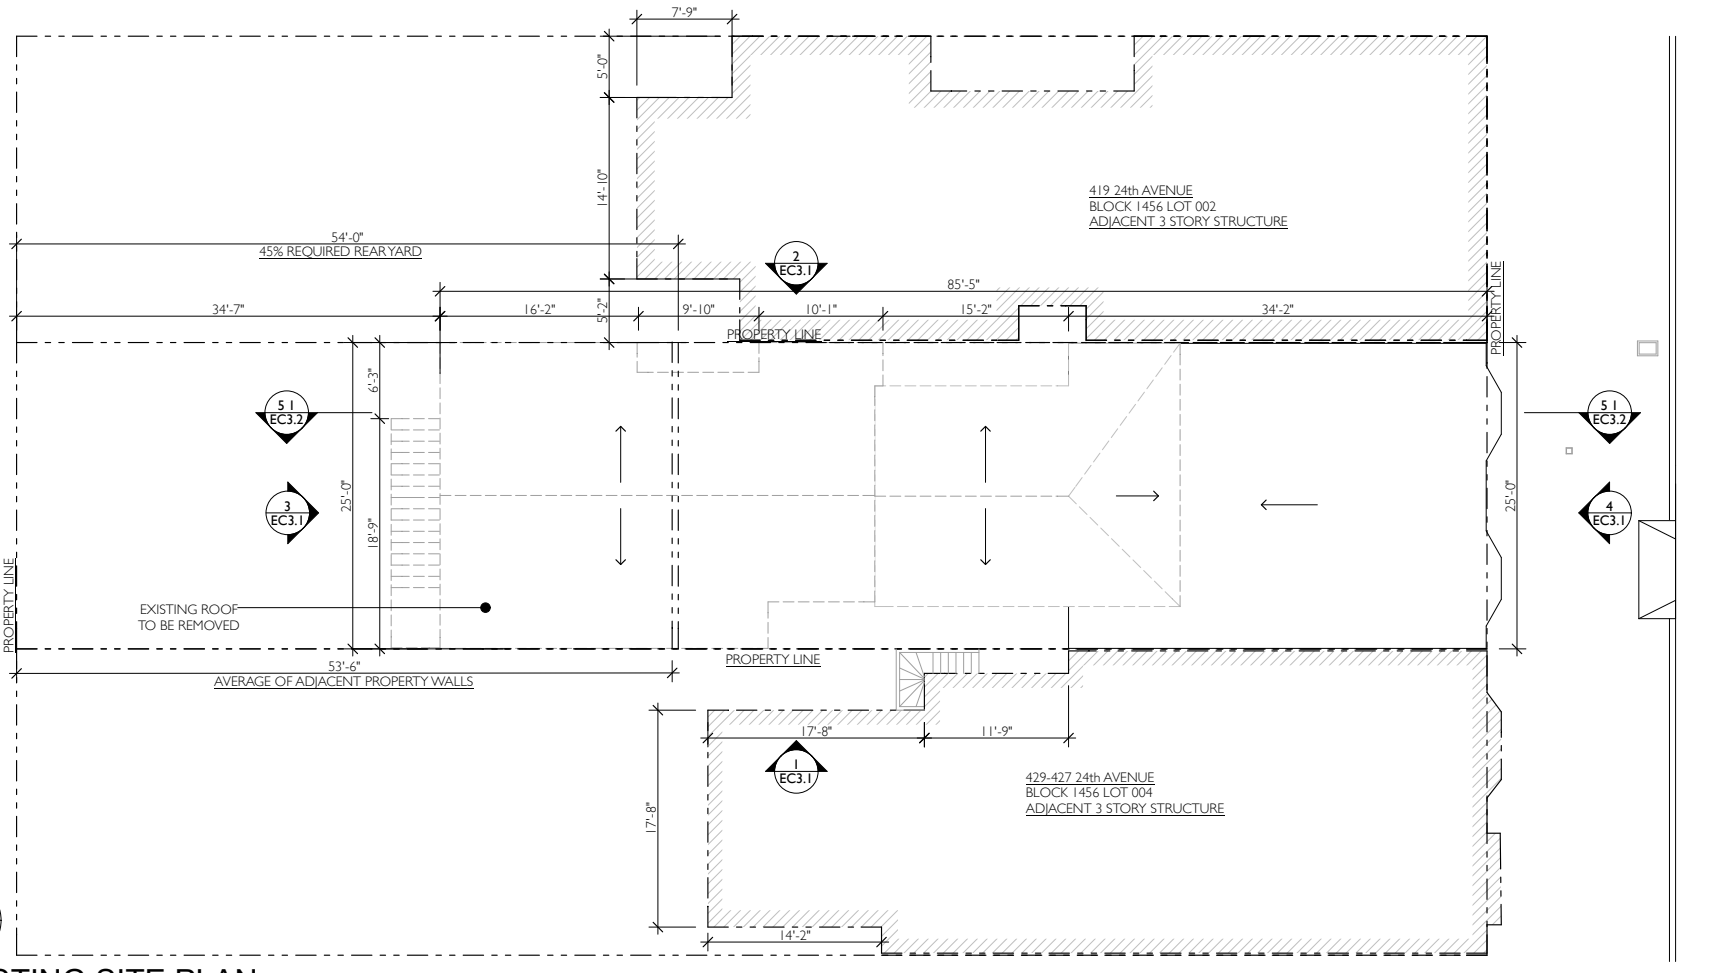 7'-9"
5'-0"
14'-10"
419 24th AVENUE
BLOCK 1456 LOT 002
ADJACENT 3 STORY STRUCTURE
54'-0"
45% REQUIRED REAR YARD
2
EC3.1
85'-5"
34'-7"
16'-2"
5'-2"
9'-10"
10'-1"
15'-2"
34'-2"
PROPERTY LINE
PROPERTY LINE
6'-3"
5 1
EC3.2
5 1
EC3.2
25'-0"
18'-9"
3
EC3.1
25'-0"
4
EC3.1
PROPERTY LINE
EXISTING ROOF
TO BE REMOVED
53'-6"
AVERAGE OF ADJACENT PROPERTY WALLS
PROPERTY LINE
17'-8"
11'-9"
1
EC3.1
429-427 24th AVENUE
BLOCK 1456 LOT 004
ADJACENT 3 STORY STRUCTURE
17'-8"
14'-2"